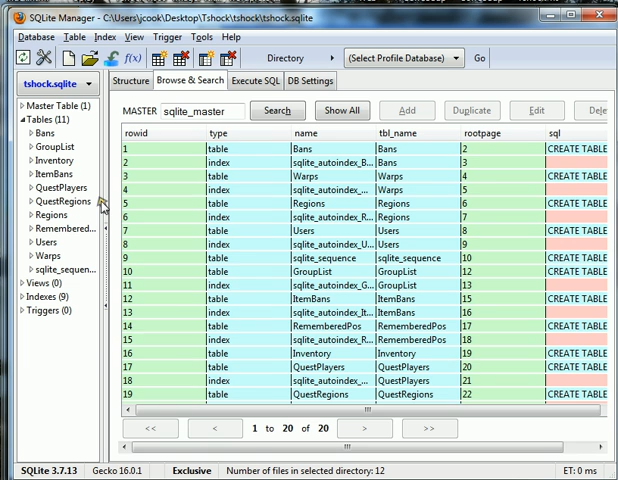 SQLite Manager - C:\Users\jcook\Desktop\Tshock\tshock\tshock.sqlite
Database Table Index View Trigger Tools Help
f(x) Directory (Select Profile Database) Go
tshock.sqlite
Structure Browse & Search Execute SQL DB Settings
Master Table (1)
Tables (11)
Bans
GroupList
Inventory
ItemBans
QuestPlayers
QuestRegions
Regions
Remembered...
Users
Warps
sqlite_sequen...
Views (0)
Indexes (9)
Triggers (0)
MASTER sqlite_master Search Show All Add Duplicate Edit Dele
rowid type name tbl_name rootpage sql
1 table Bans Bans 2 CREATE TABLE
2 index sqlite_autoindex_B... Bans 3
3 table Warps Warps 4 CREATE TABLE
4 index sqlite_autoindex_... Warps 5
5 table Regions Regions 6 CREATE TABLE
6 index sqlite_autoindex_R... Regions 7
7 table Users Users 8 CREATE TABLE
8 index sqlite_autoindex_U... Users 9
9 table sqlite_sequence sqlite_sequence 10 CREATE TABLE
10 table GroupList GroupList 12 CREATE TABLE
11 index sqlite_autoindex_G... GroupList 13
12 table ItemBans ItemBans 15 CREATE TABLE
13 index sqlite_autoindex_It... ItemBans 16
14 table RememberedPos RememberedPos 17 CREATE TABLE
15 index sqlite_autoindex_R... RememberedPos 18
16 table Inventory Inventory 19 CREATE TABLE
17 table QuestPlayers QuestPlayers 20 CREATE TABLE
18 index sqlite_autoindex_... QuestPlayers 21
19 table QuestRegions QuestRegions 22 CREATE TABLE
<< < 1 to 20 of 20 > >>
SQLite 3.7.13 Gecko 16.0.1 Exclusive Number of files in selected directory: 12 ET: 0 ms